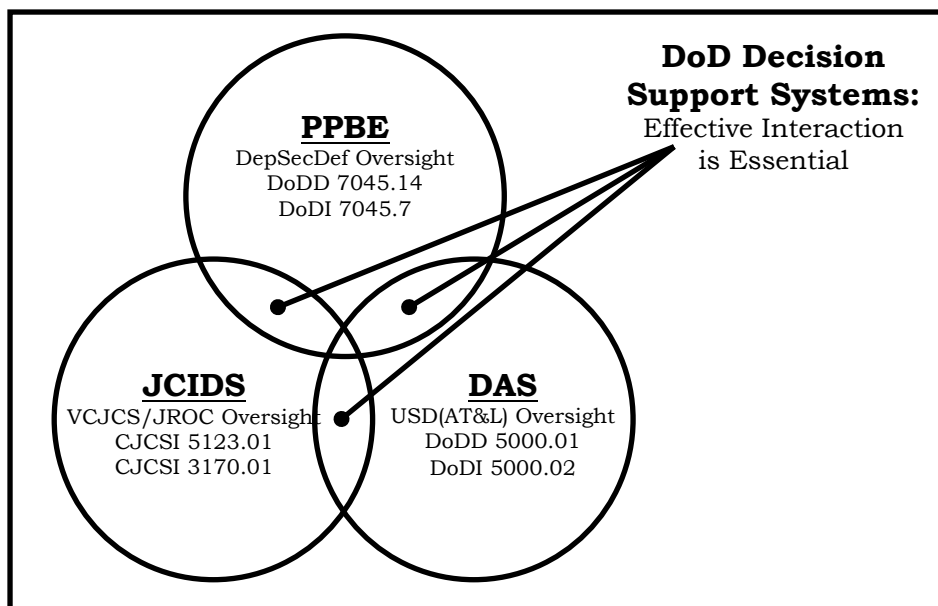 DoD Decision
Support Systems:
Effective Interaction
is Essential
PPBE
DepSecDef Oversight
DoDD 7045.14
DoDI 7045.7
JCIDS
VCJCS/JROC Oversight
CJCSI 5123.01
CJCSI 3170.01
DAS
USD(AT&L) Oversight
DoDD 5000.01
DoDI 5000.02